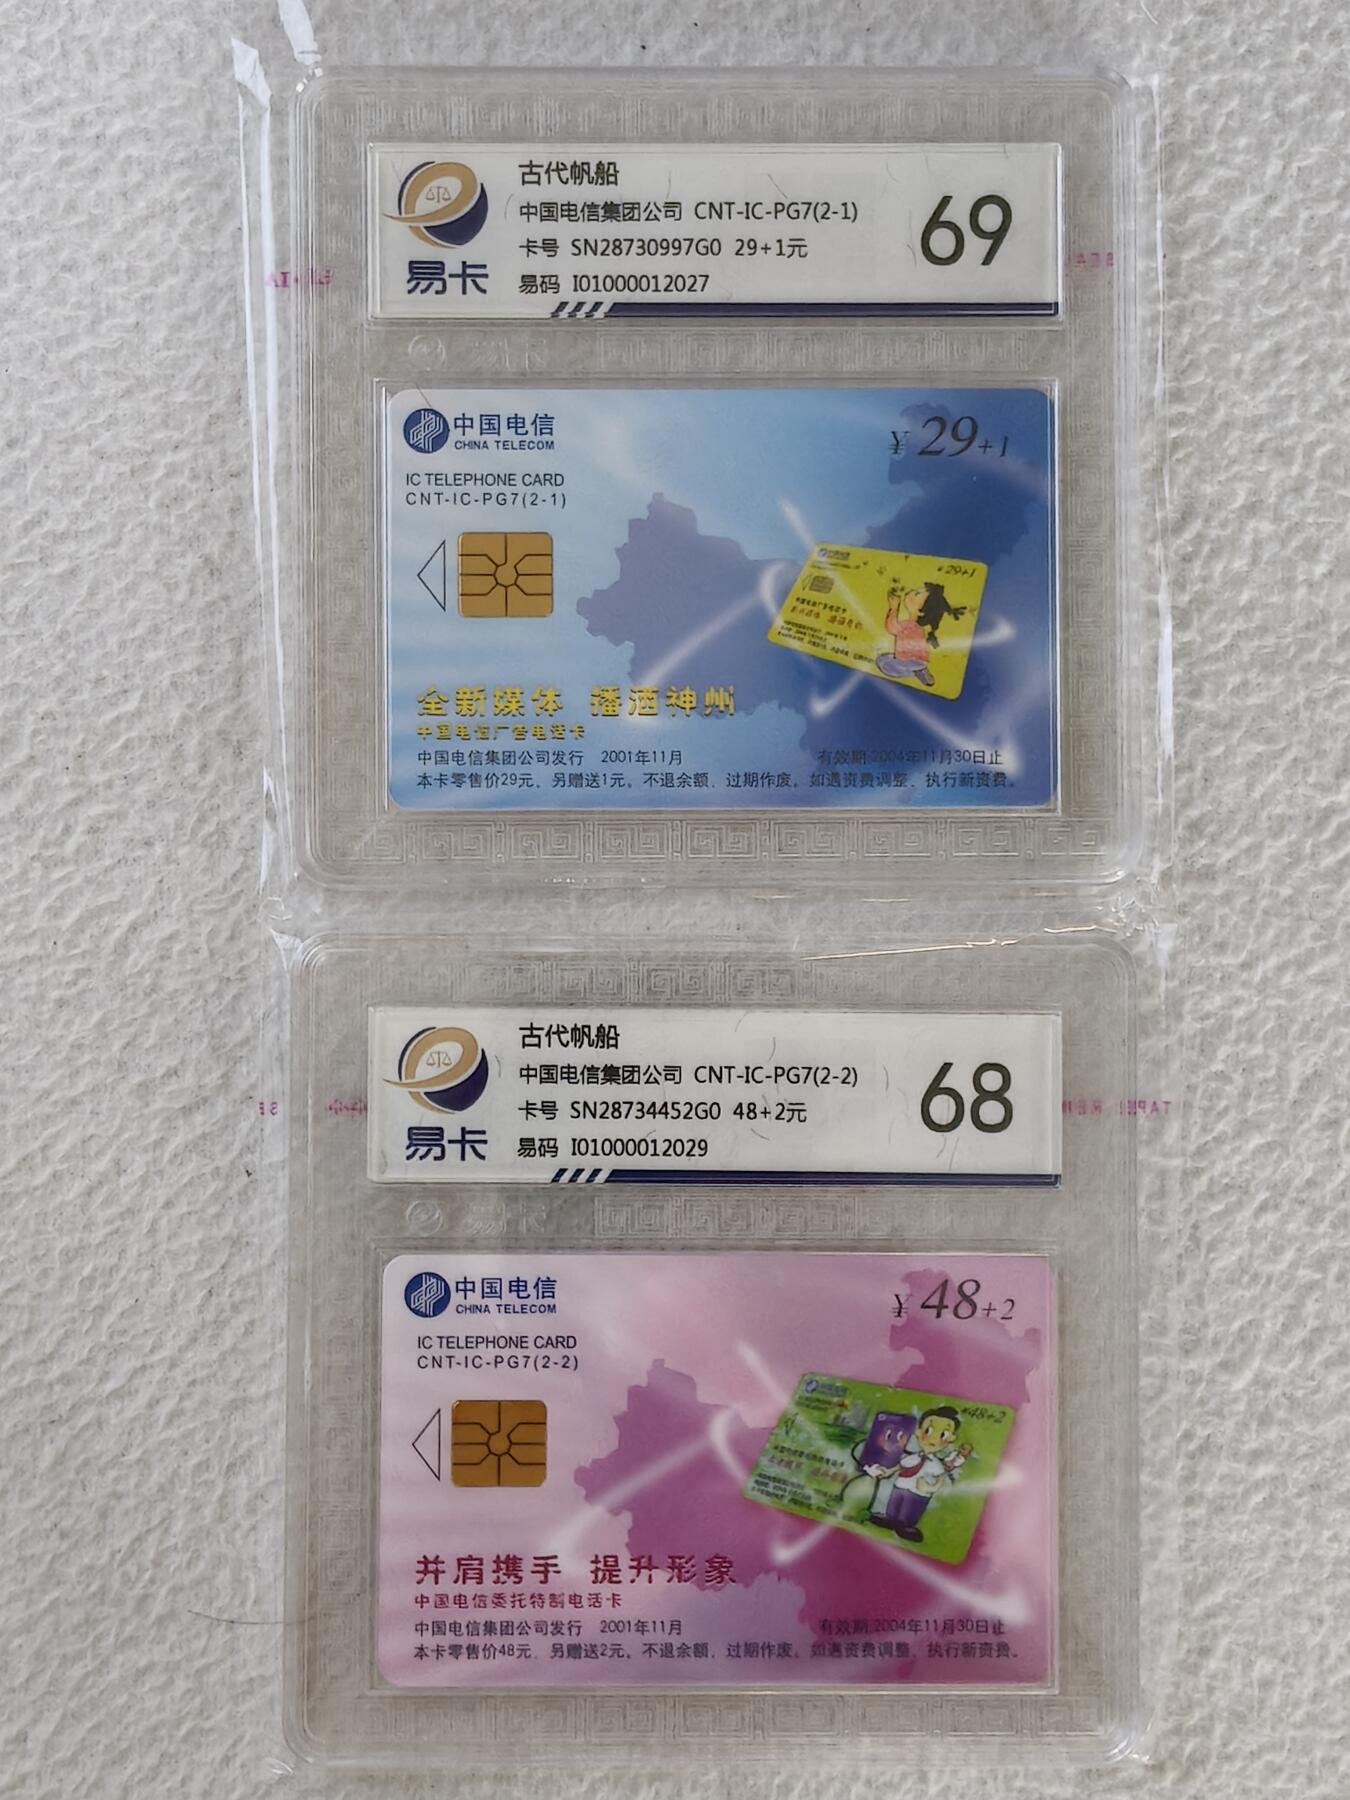 古代帆船
中国电信集团公司 CNT-IC-PG7(2-1)
卡号 SN28730997G0 29+1元
易码 I01000012027
易卡
69
中国电信
CHINA TELECOM
¥ 29+1
IC TELEPHONE CARD
CNT-IC-PG7(2-1)
¥29+1
全新媒体 播洒神州
中国电信广告电话卡
中国电信集团公司发行 2001年11月 有效期:2004年11月30日止
本卡零售价29元，另赠送1元。不退余额，过期作废。如遇资费调整，执行新资费。
古代帆船
中国电信集团公司 CNT-IC-PG7(2-2)
卡号 SN28734452G0 48+2元
易码 I01000012029
易卡
68
中国电信
CHINA TELECOM
¥ 48+2
IC TELEPHONE CARD
CNT-IC-PG7(2-2)
¥48+2
并肩携手 提升形象
中国电信委托特制电话卡
中国电信集团公司发行 2001年11月 有效期:2004年11月30日止
本卡零售价48元，另赠送2元。不退余额，过期作废。如遇资费调整，执行新资费。